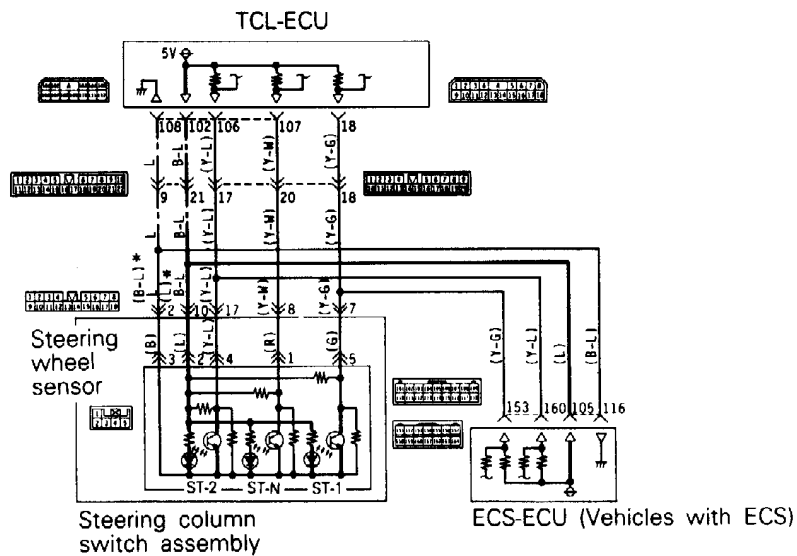 TCL-ECU
5V
108 102 106 107 18
L B-L (Y-L) (Y-W) (Y-G)
9 21 17 20 18
L B-L (Y-L) (Y-W) (Y-G)
(B-L)* L (L)* B-L (Y-L) (Y-W) (Y-G)
2 10 17 8 7
(B) (L) (Y-L) (R) (G)
3 2 4 1 5
Steering
wheel
sensor
(Y-G) (Y-L) (L) (B-L)
153 160 105 116
ST-2 ST-N ST-1
Steering column
switch assembly
ECS-ECU (Vehicles with ECS)